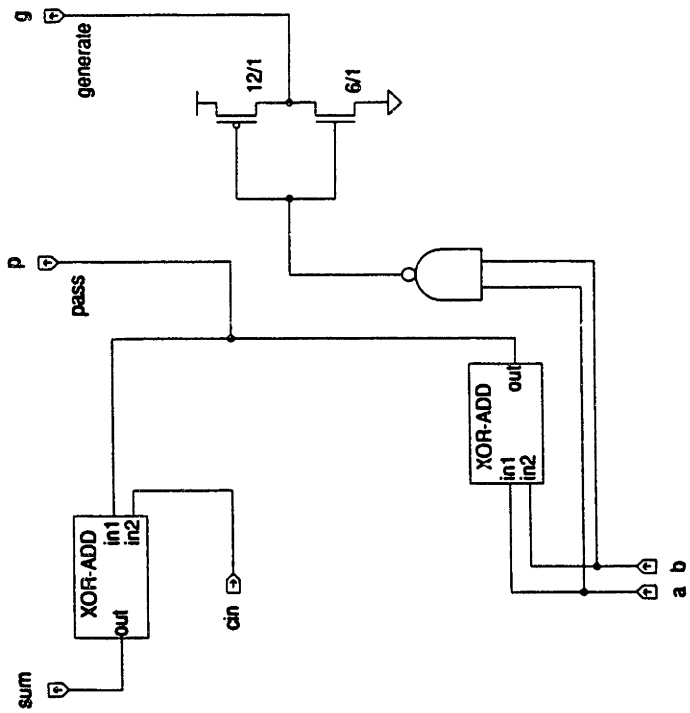 g
generate
12/1
6/1
p
pass
XOR-ADD
in1
in2
out
sum
cin
XOR-ADD
in1
in2
out
a
b